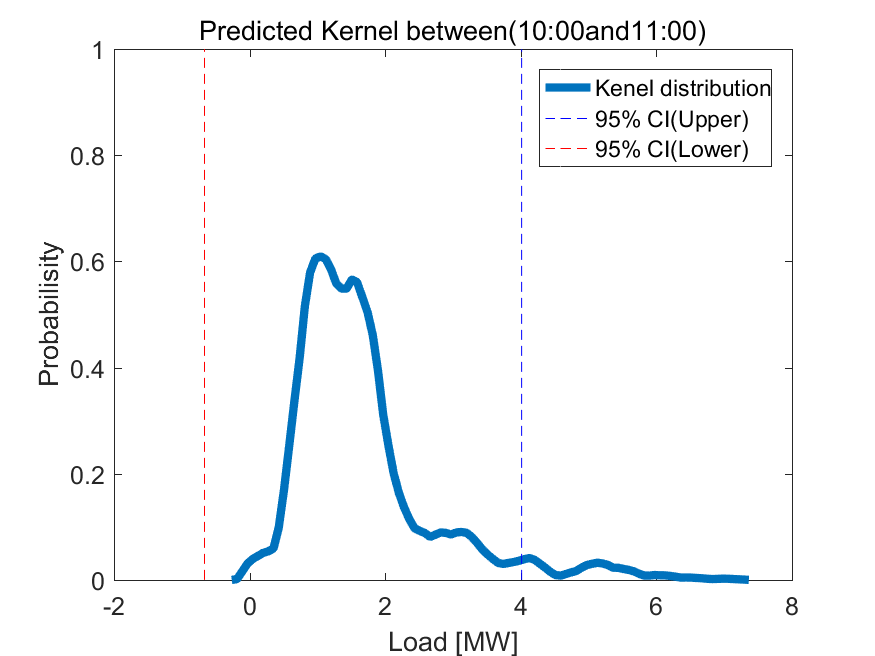 Predicted Kernel between(10:00and11:00)
1
0.8
0.6
0.4
0.2
0
-2
0
2
4
6
8
Probabilisity
Load [MW]
Kenel distribution
95% CI(Upper)
95% CI(Lower)